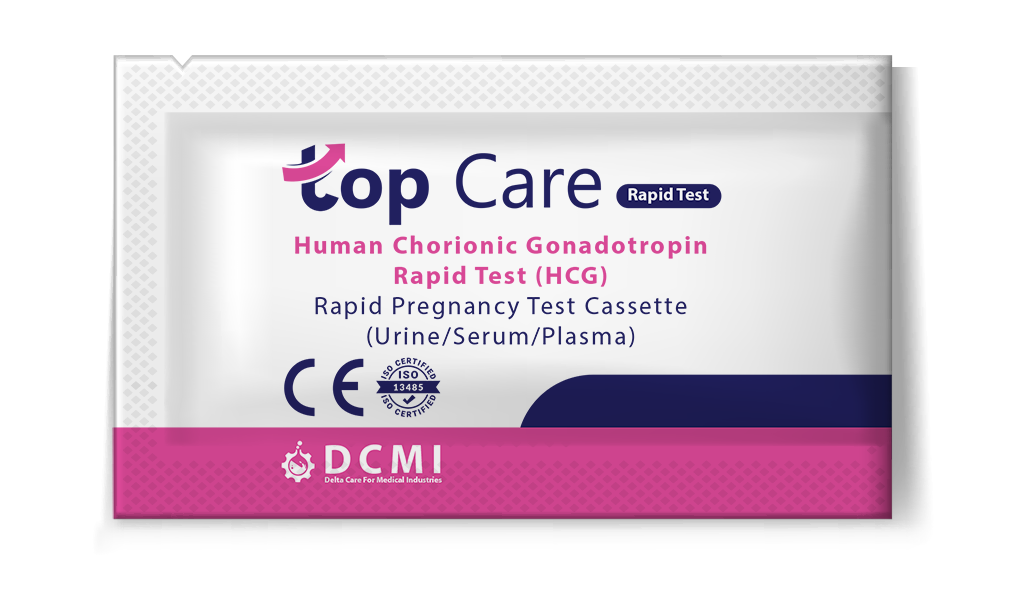 top Care Rapid Test
Human Chorionic Gonadotropin
Rapid Test (HCG)
Rapid Pregnancy Test Cassette
(Urine/Serum/Plasma)
CE
ISO CERTIFIED
ISO
13485
ISO CERTIFIED
DCMI
Delta Care For Medical Industries